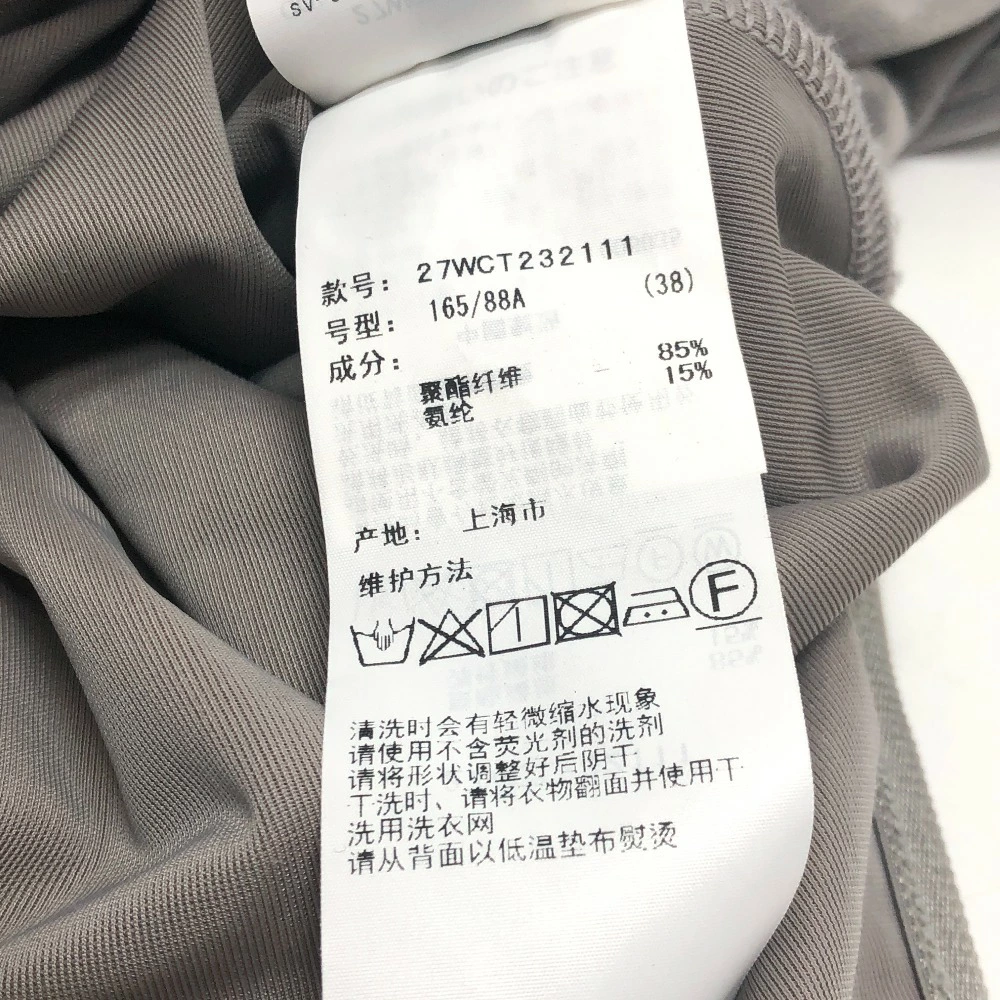 款号: 27WCT232111
号型: 165/88A (38)
成分:
聚酯纤维 85%
氨纶 15%
产地: 上海市
维护方法
F
清洗时会有轻微缩水现象
请使用不含荧光剂的洗剂
请将形状调整好后阴干
干洗时、请将衣物翻面并使用干
洗用洗衣网
请从背面以低温垫布熨烫